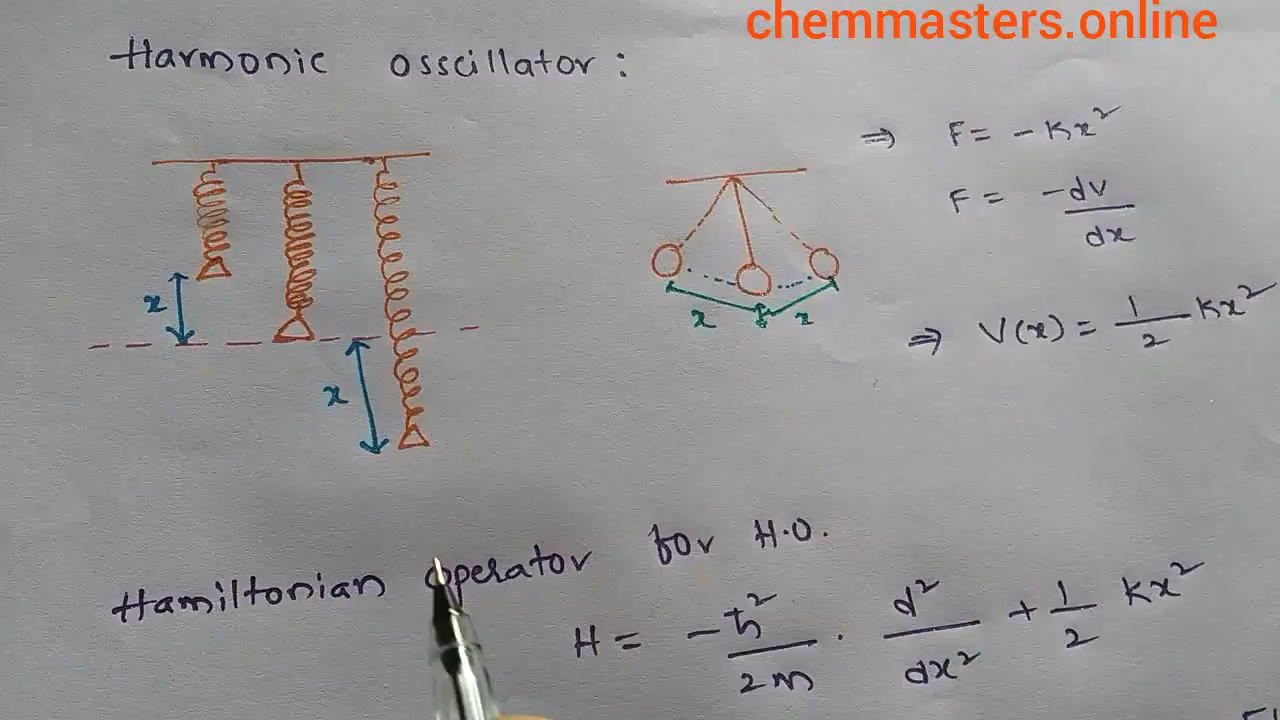 chemmasters.online
Harmonic osscillator :
⇒ F = -kx²
F = -dv/dx
x
x x
⇒ V(x) = 1/2 kx²
x
Hamiltonian operator for H.O.
H = -ħ²/2m · d²/dx² + 1/2 kx²